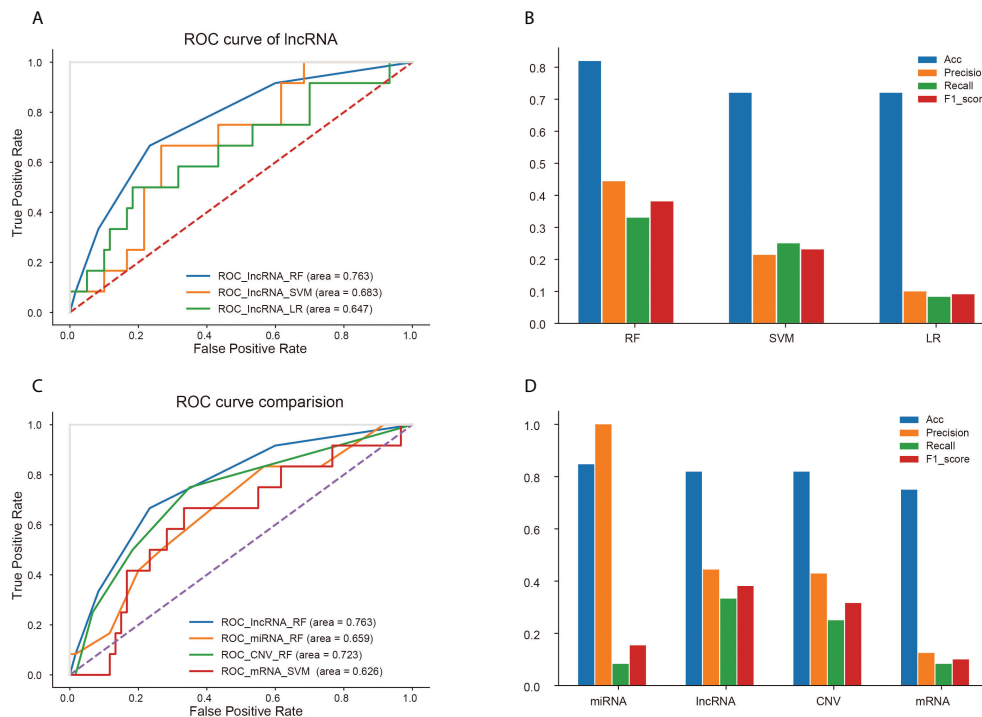 A
ROC curve of lncRNA
True Positive Rate
1.0
0.8
0.6
0.4
0.2
0.0
ROC_lncRNA_RF (area = 0.763)
ROC_lncRNA_SVM (area = 0.683)
ROC_lncRNA_LR (area = 0.647)
0.0 0.2 0.4 0.6 0.8 1.0
False Positive Rate
B
0.8
0.7
0.6
0.5
0.4
0.3
0.2
0.1
0.0
Acc
Precision
Recall
F1_score
RF SVM LR
C
ROC curve comparision
True Positive Rate
1.0
0.8
0.6
0.4
0.2
0.0
ROC_lncRNA_RF (area = 0.763)
ROC_miRNA_RF (area = 0.659)
ROC_CNV_RF (area = 0.723)
ROC_mRNA_SVM (area = 0.626)
0.0 0.2 0.4 0.6 0.8 1.0
False Positive Rate
D
1.0
0.8
0.6
0.4
0.2
0.0
Acc
Precision
Recall
F1_score
miRNA lncRNA CNV mRNA